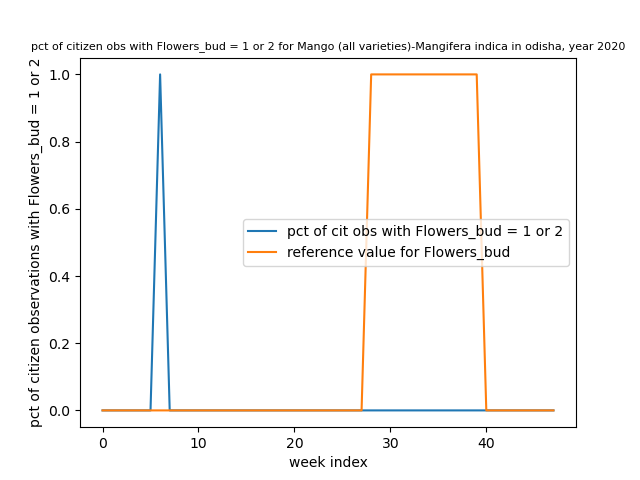 pct of citizen obs with Flowers_bud = 1 or 2 for Mango (all varieties)-Mangifera indica in odisha, year 2020
pct of citizen observations with Flowers_bud = 1 or 2
1.0
0.8
0.6
0.4
0.2
0.0
pct of cit obs with Flowers_bud = 1 or 2
reference value for Flowers_bud
0 10 20 30 40
week index